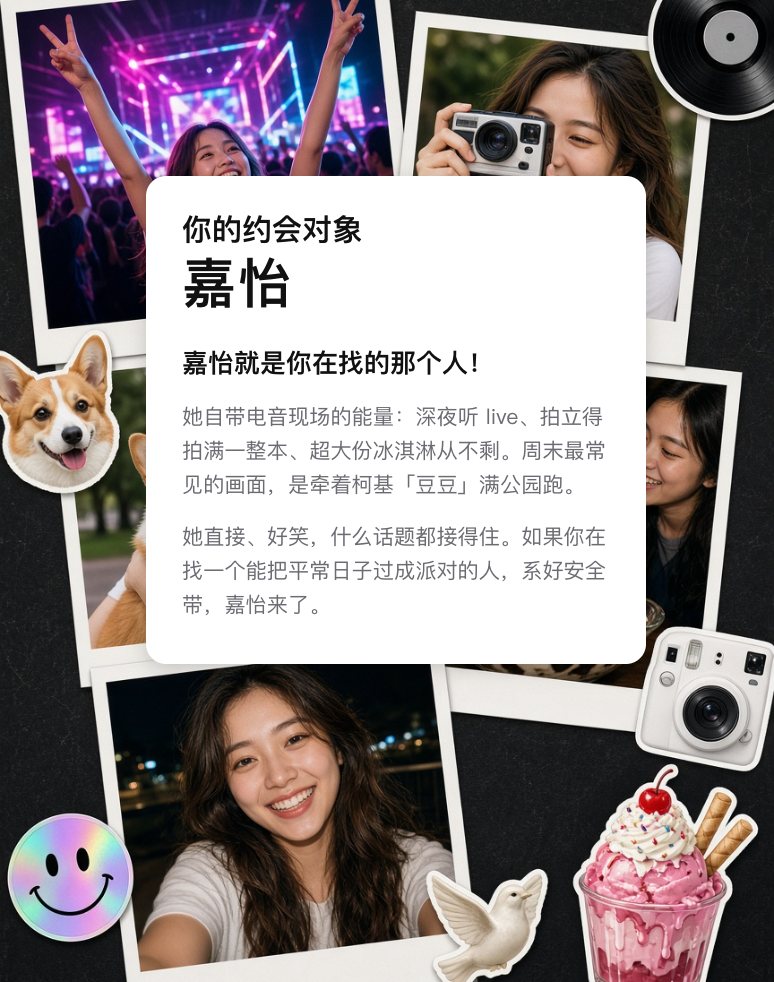 你的约会对象
嘉怡
嘉怡就是你在找的那个人！
她自带电音现场的能量：深夜听 live、拍立得
拍满一整本、超大份冰淇淋从不剩。周末最常
见的画面，是牵着柯基「豆豆」满公园跑。
她直接、好笑，什么话题都接得住。如果你在
找一个能把平常日子过成派对的人，系好安全
带，嘉怡来了。